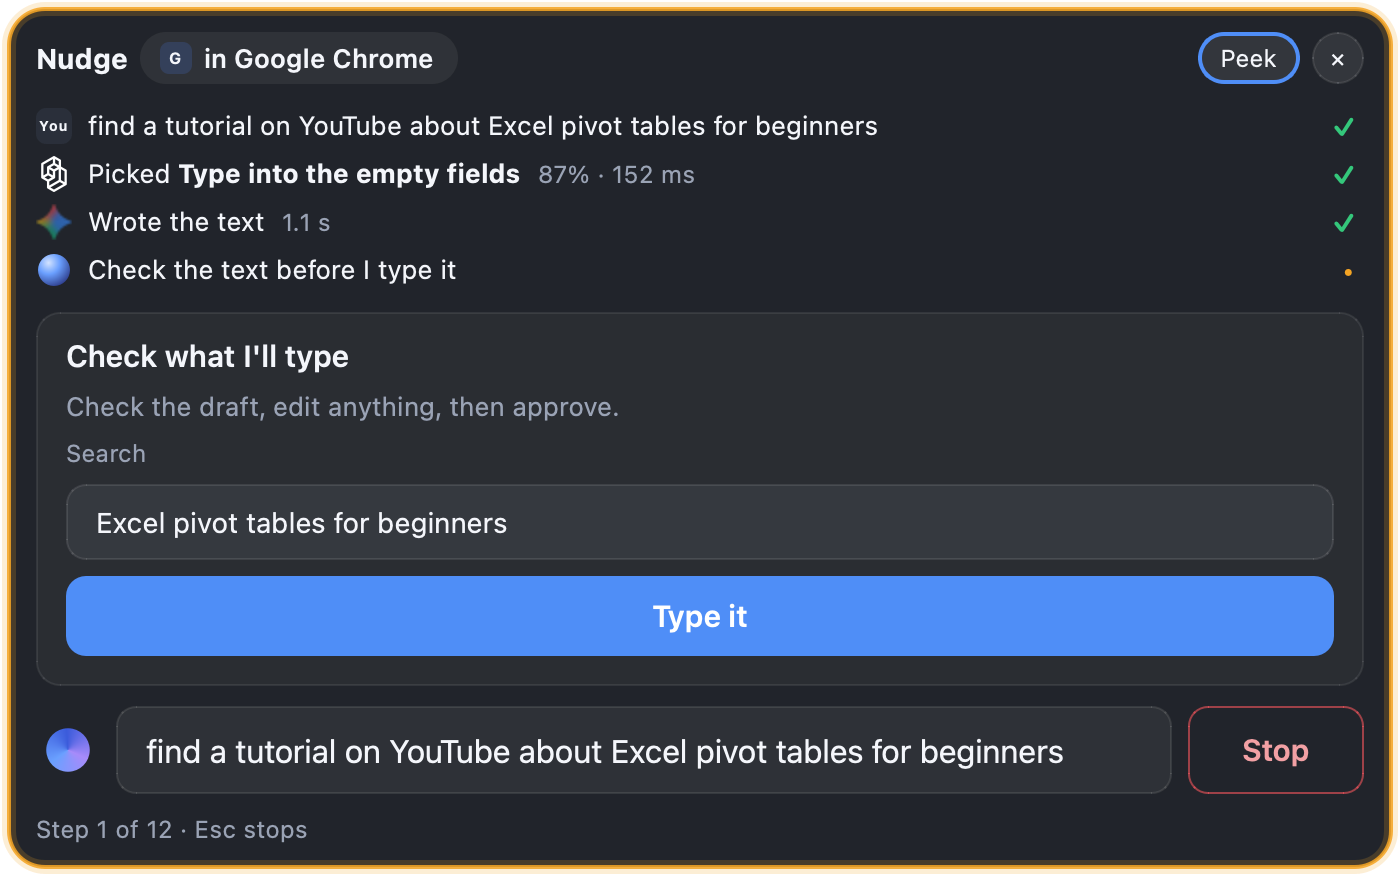 Nudge G in Google Chrome Peek ×
You find a tutorial on YouTube about Excel pivot tables for beginners
Picked Type into the empty fields 87% · 152 ms
Wrote the text 1.1 s
Check the text before I type it
Check what I'll type
Check the draft, edit anything, then approve.
Search
Excel pivot tables for beginners
Type it
find a tutorial on YouTube about Excel pivot tables for beginners Stop
Step 1 of 12 · Esc stops